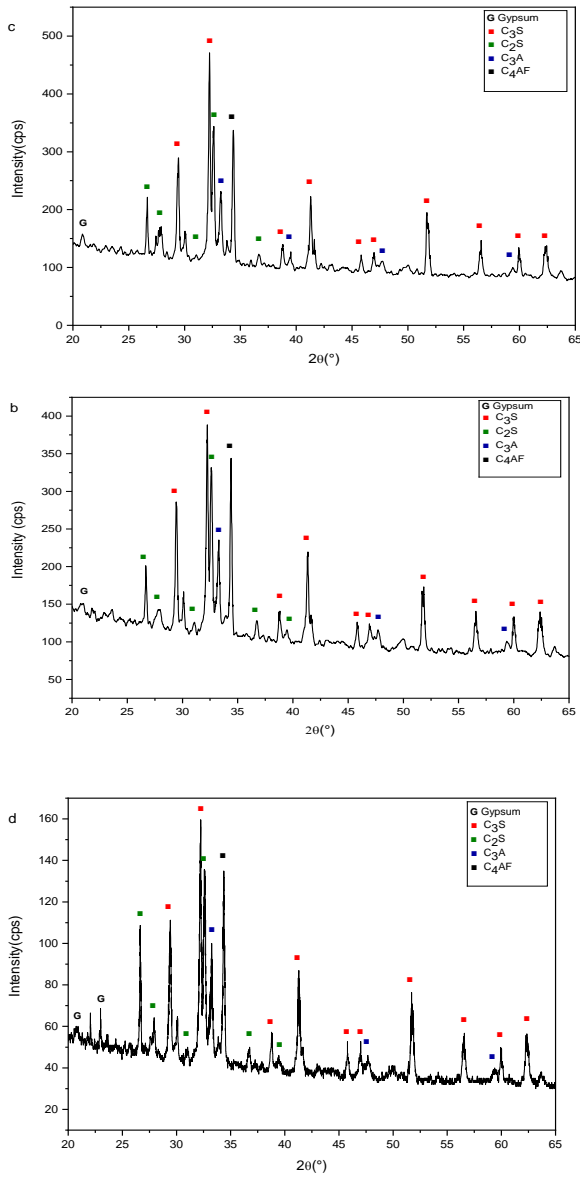 c
G Gypsum
C3S
C2S
C3A
C4AF
500
400
300
200
100
0
Intensity(cps)
G
20 25 30 35 40 45 50 55 60 65
2θ(°)
b
G Gypsum
C3S
C2S
C3A
C4AF
400
350
300
250
200
150
100
50
Intensity (cps)
G
20 25 30 35 40 45 50 55 60 65
2θ(°)
d
G Gypsum
C3S
C2S
C3A
C4AF
160
140
120
100
80
60
40
20
Intensity(cps)
G G
20 25 30 35 40 45 50 55 60 65
2θ(°)